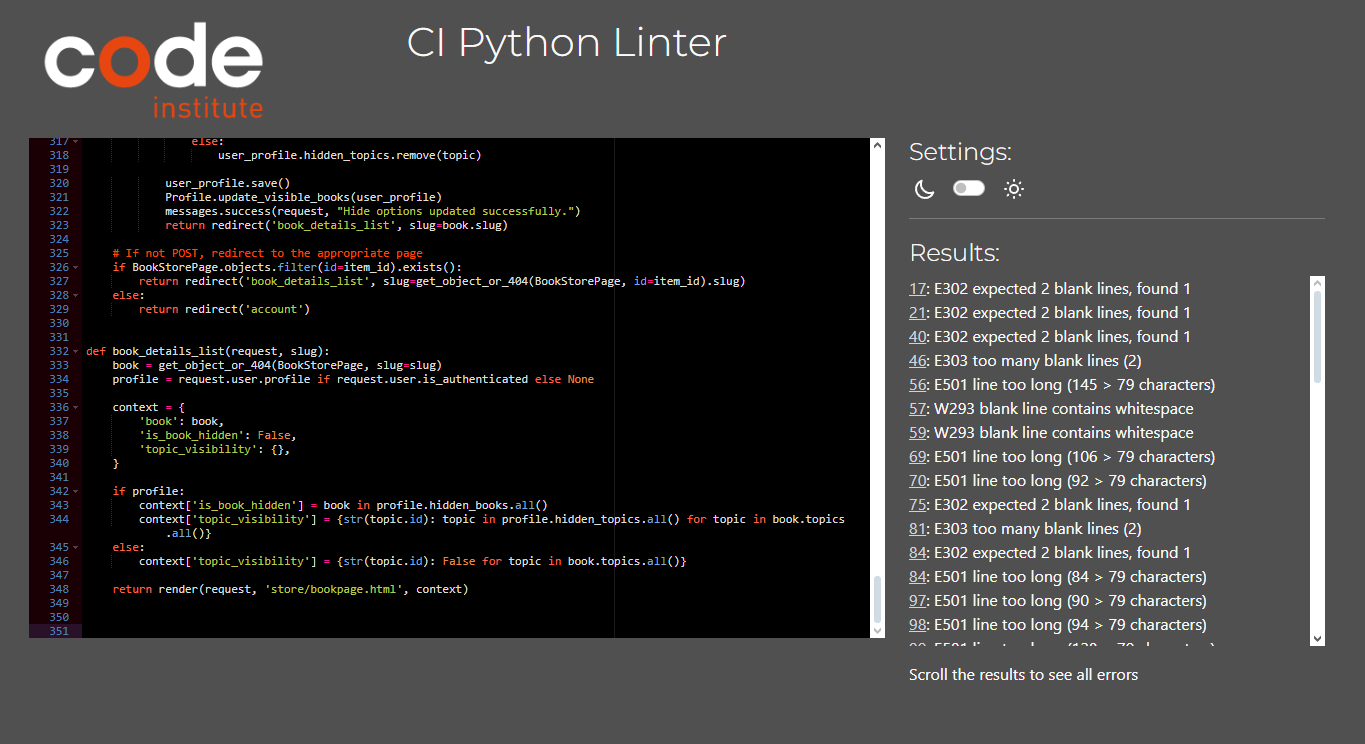 code
institute
CI Python Linter
317 else:
318 user_profile.hidden_topics.remove(topic)
319
320 user_profile.save()
321 Profile.update_visible_books(user_profile)
322 messages.success(request, "Hide options updated successfully.")
323 return redirect('book_details_list', slug=book.slug)
324
325 # If not POST, redirect to the appropriate page
326 if BookStorePage.objects.filter(id=item_id).exists():
327 return redirect('book_details_list', slug=get_object_or_404(BookStorePage, id=item_id).slug)
328 else:
329 return redirect('account')
330
331
332 def book_details_list(request, slug):
333 book = get_object_or_404(BookStorePage, slug=slug)
334 profile = request.user.profile if request.user.is_authenticated else None
335
336 context = {
337 'book': book,
338 'is_book_hidden': False,
339 'topic_visibility': {},
340 }
341
342 if profile:
343 context['is_book_hidden'] = book in profile.hidden_books.all()
344 context['topic_visibility'] = {str(topic.id): topic in profile.hidden_topics.all() for topic in book.topics
.all()}
345 else:
346 context['topic_visibility'] = {str(topic.id): False for topic in book.topics.all()}
347
348 return render(request, 'store/bookpage.html', context)
349
350
351
Settings:
Results:
17: E302 expected 2 blank lines, found 1
21: E302 expected 2 blank lines, found 1
40: E302 expected 2 blank lines, found 1
46: E303 too many blank lines (2)
56: E501 line too long (145 > 79 characters)
57: W293 blank line contains whitespace
59: W293 blank line contains whitespace
69: E501 line too long (106 > 79 characters)
70: E501 line too long (92 > 79 characters)
75: E302 expected 2 blank lines, found 1
81: E303 too many blank lines (2)
84: E302 expected 2 blank lines, found 1
84: E501 line too long (84 > 79 characters)
97: E501 line too long (90 > 79 characters)
98: E501 line too long (94 > 79 characters)
Scroll the results to see all errors